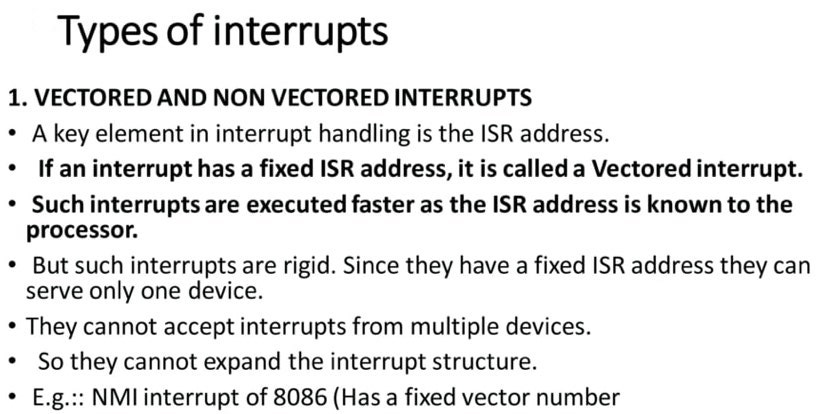 Types of interrupts
1. VECTORED AND NON VECTORED INTERRUPTS
• A key element in interrupt handling is the ISR address.
• If an interrupt has a fixed ISR address, it is called a Vectored interrupt.
• Such interrupts are executed faster as the ISR address is known to the
processor.
• But such interrupts are rigid. Since they have a fixed ISR address they can
serve only one device.
• They cannot accept interrupts from multiple devices.
• So they cannot expand the interrupt structure.
• E.g.:: NMI interrupt of 8086 (Has a fixed vector number